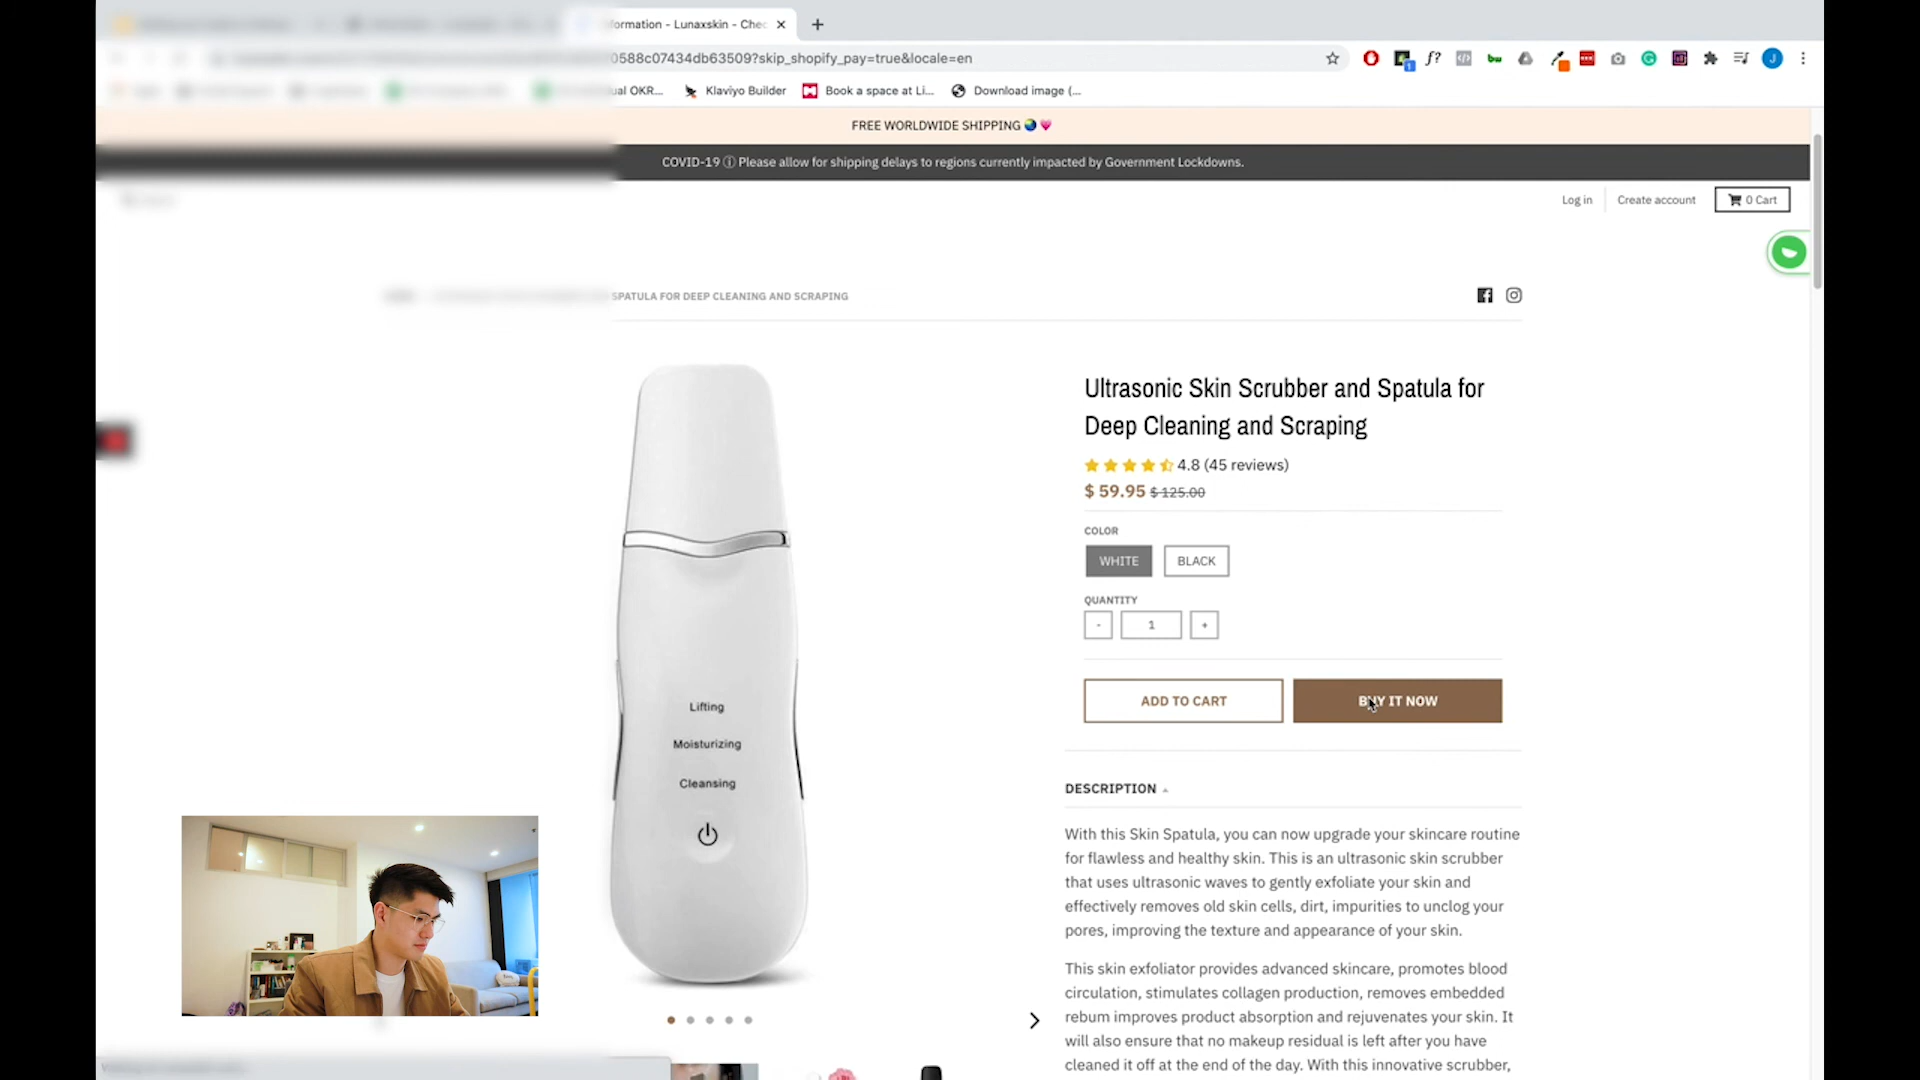 ormation - Lunaxskin - Chec
0588c07434db63509?skip_shopify_pay=true&locale=en
ual OKR...
Klaviyo Builder
Book a space at Li...
Download image (...
FREE WORLDWIDE SHIPPING
COVID-19 ⓘ Please allow for shipping delays to regions currently impacted by Government Lockdowns.
Log in
Create account
0 Cart
SPATULA FOR DEEP CLEANING AND SCRAPING
Ultrasonic Skin Scrubber and Spatula for
Deep Cleaning and Scraping
4.8 (45 reviews)
$ 59.95 $ 125.00
COLOR
WHITE
BLACK
QUANTITY
-
1
+
ADD TO CART
BUY IT NOW
Lifting
Moisturizing
Cleansing
DESCRIPTION
With this Skin Spatula, you can now upgrade your skincare routine
for flawless and healthy skin. This is an ultrasonic skin scrubber
that uses ultrasonic waves to gently exfoliate your skin and
effectively removes old skin cells, dirt, impurities to unclog your
pores, improving the texture and appearance of your skin.
This skin exfoliator provides advanced skincare, promotes blood
circulation, stimulates collagen production, removes embedded
rebum improves product absorption and rejuvenates your skin. It
will also ensure that no makeup residual is left after you have
cleaned it off at the end of the day. With this innovative scrubber,